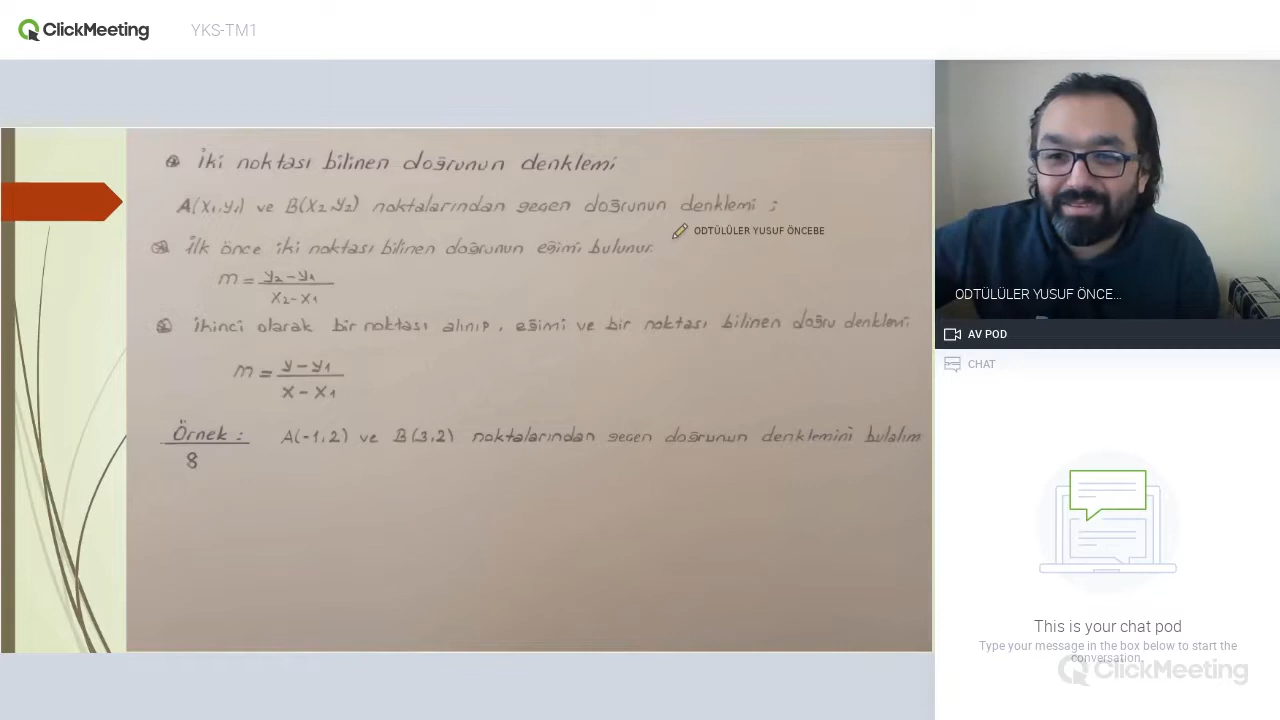 ClickMeeting
YKS-TM1
İki noktası bilinen doğrunun denklemi
A(x₁,y₁) ve B(x₂,y₂) noktalarından geçen doğrunun denklemi ;
ODTÜLÜLER YUSUF ÖNCEBE
İlk önce iki noktası bilinen doğrunun eğimi bulunur.
m = y₂-y₁
x₂-x₁
İkinci olarak bir noktası alınıp, eğimi ve bir noktası bilinen doğru denklemi
m = y-y₁
x-x₁
Örnek: A(-1,2) ve B(3,2) noktalarından geçen doğrunun denklemini bulalım
8
ODTÜLÜLER YUSUF ÖNCE...
AV POD
CHAT
This is your chat pod
Type your message in the box below to start the
conversation.
ClickMeeting